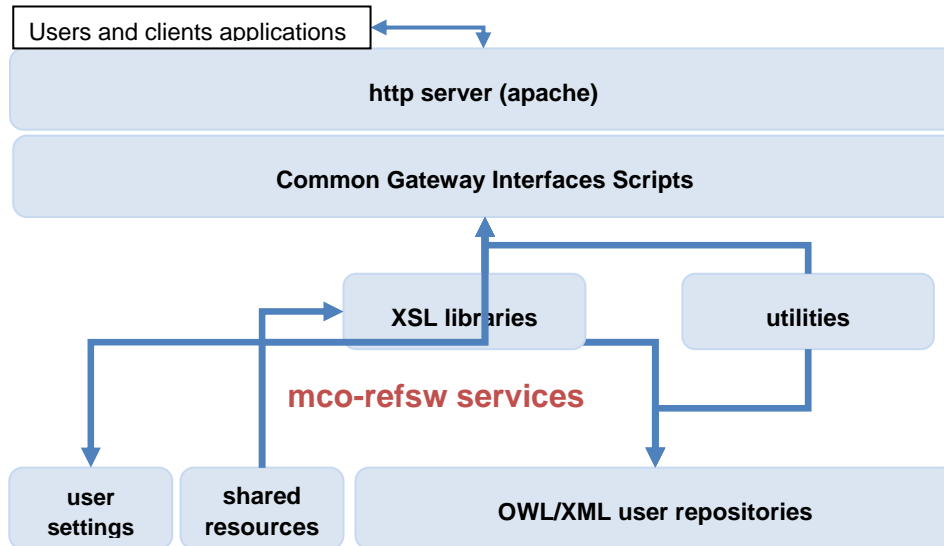 Users and clients applications
http server (apache)
Common Gateway Interfaces Scripts
XSL libraries
utilities
mco-refsw services
user
settings
shared
resources
OWL/XML user repositories